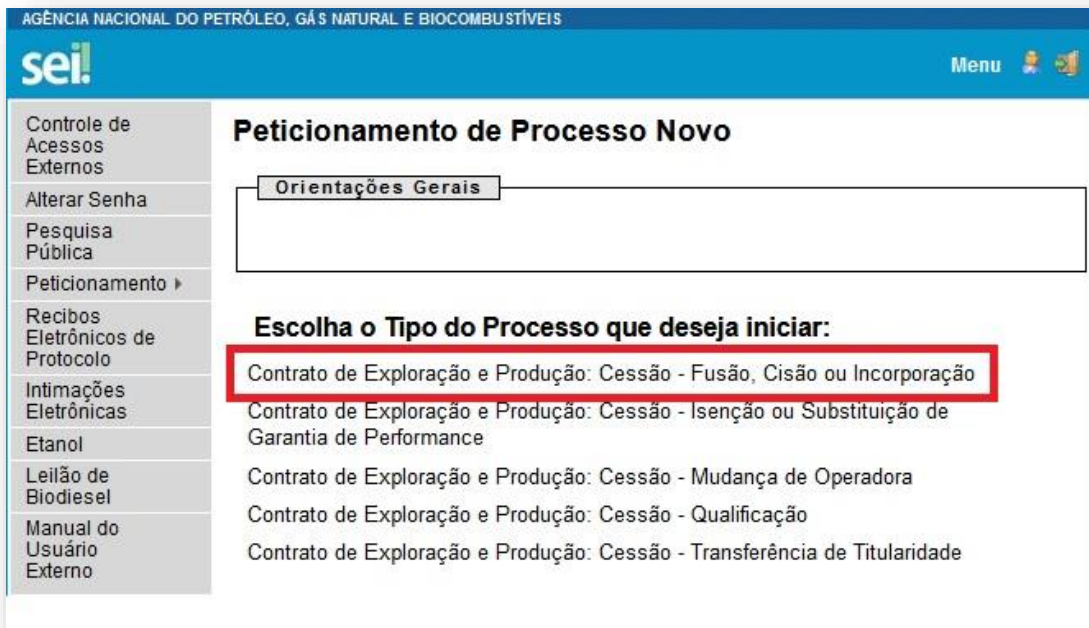 AGÊNCIA NACIONAL DO PETRÓLEO, GÁS NATURAL E BIOCOMBUSTÍVEIS
sei!
Menu
Controle de
Acessos
Externos
Alterar Senha
Pesquisa
Pública
Peticionamento
Recibos
Eletrônicos de
Protocolo
Intimações
Eletrônicas
Etanol
Leilão de
Biodiesel
Manual do
Usuário
Externo
Peticionamento de Processo Novo
Orientações Gerais
Escolha o Tipo do Processo que deseja iniciar:
Contrato de Exploração e Produção: Cessão - Fusão, Cisão ou Incorporação
Contrato de Exploração e Produção: Cessão - Isenção ou Substituição de
Garantia de Performance
Contrato de Exploração e Produção: Cessão - Mudança de Operadora
Contrato de Exploração e Produção: Cessão - Qualificação
Contrato de Exploração e Produção: Cessão - Transferência de Titularidade